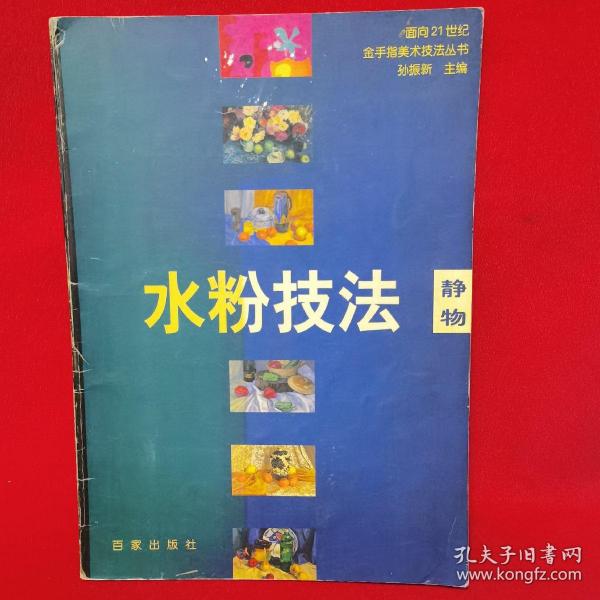 面向21世纪
金手指美术技法丛书
孙振新 主编
水粉技法
静物
百家出版社
孔夫子旧书网
www.kongfz.com